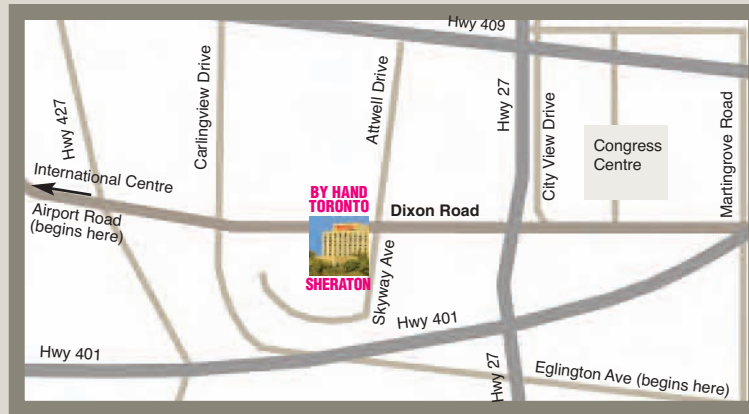 Hwy 409
Hwy 427
Carlingview Drive
Attwell Drive
Hwy 27
City View Drive
Congress
Centre
Martingrove Road
International Centre
Airport Road
(begins here)
BY HAND
TORONTO
Dixon Road
SHERATON
Skyway Ave
Hwy 401
Hwy 401
Hwy 27
Eglington Ave (begins here)